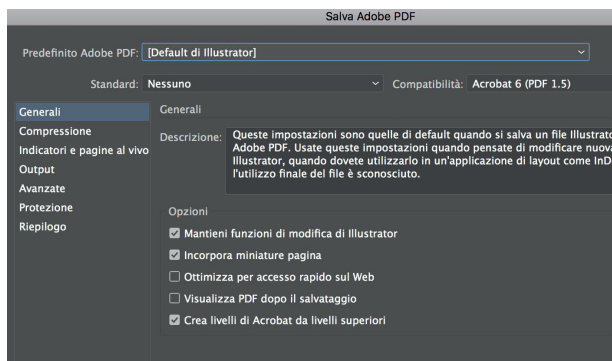 Salva Adobe PDF
Predefinito Adobe PDF: [Default di Illustrator]
Standard: Nessuno Compatibilità: Acrobat 6 (PDF 1.5)
Generali
Compressione
Indicatori e pagine al vivo
Output
Avanzate
Protezione
Riepilogo
Generali
Descrizione: Queste impostazioni sono quelle di default quando si salva un file Illustrato
Adobe PDF. Usate queste impostazioni quando pensate di modificare nuova
Illustrator, quando dovete utilizzarlo in un'applicazione di layout come InD
l'utilizzo finale del file è sconosciuto.
Opzioni
Mantieni funzioni di modifica di Illustrator
Incorpora miniature pagina
Ottimizza per accesso rapido sul Web
Visualizza PDF dopo il salvataggio
Crea livelli di Acrobat da livelli superiori